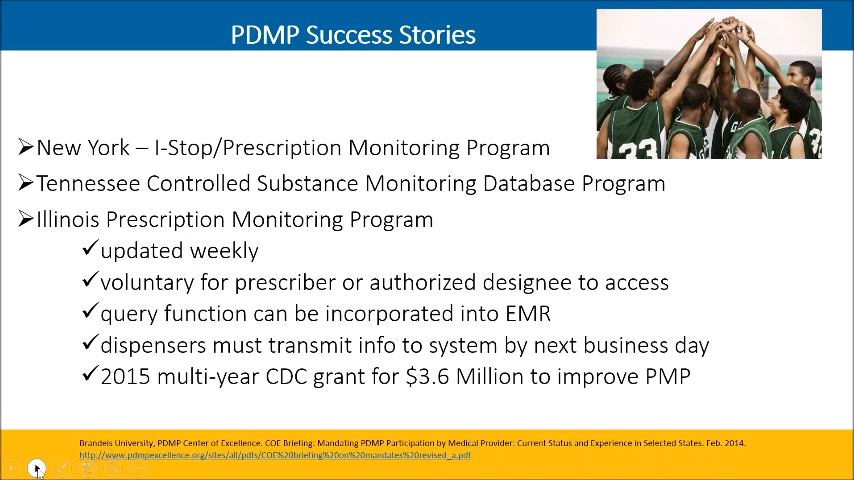 PDMP Success Stories
33
New York – I-Stop/Prescription Monitoring Program
Tennessee Controlled Substance Monitoring Database Program
Illinois Prescription Monitoring Program
updated weekly
voluntary for prescriber or authorized designee to access
query function can be incorporated into EMR
dispensers must transmit info to system by next business day
2015 multi-year CDC grant for $3.6 Million to improve PMP
Brandeis University, PDMP Center of Excellence. COE Briefing: Mandating PDMP Participation by Medical Provider: Current Status and Experience in Selected States. Feb. 2014.
http://www.pdmpexcellence.org/sites/all/pdfs/COE%20briefing%20on%20mandates%20revised_a.pdf